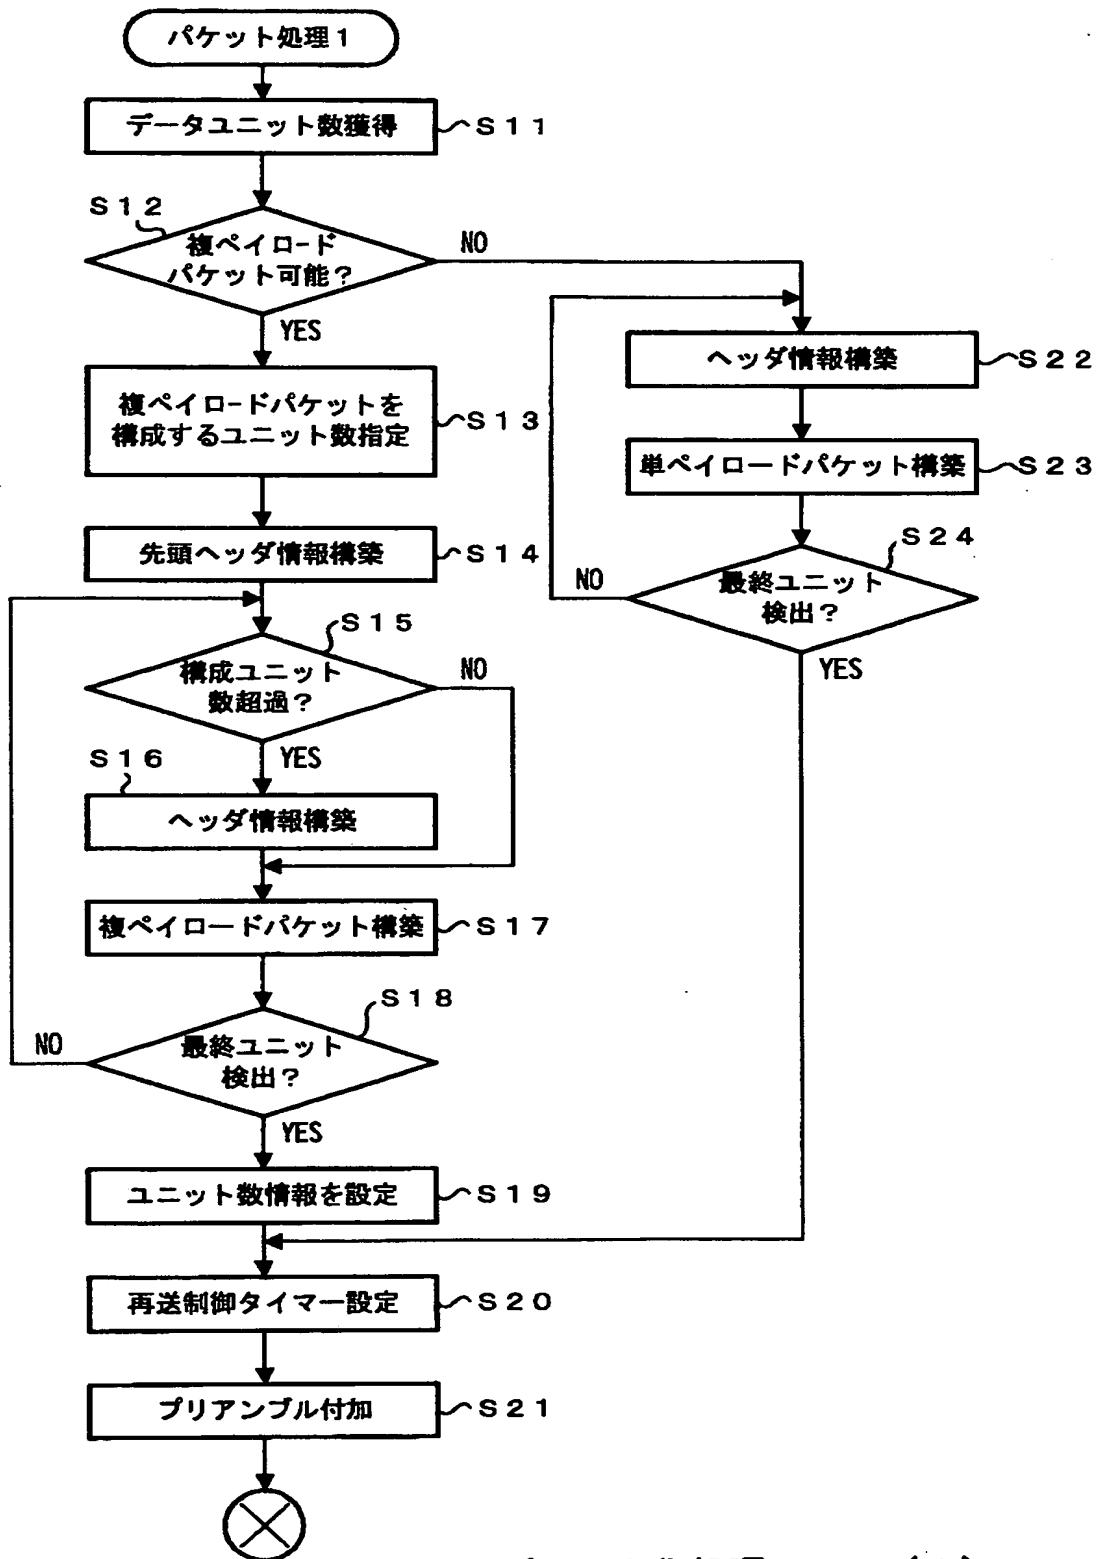 パケット処理1
データユニット数獲得
S11
S12
複ペイロード
パケット可能?
NO
YES
複ペイロードパケットを
構成するユニット数指定
S13
先頭ヘッダ情報構築
S14
S15
構成ユニット
数超過?
NO
YES
S16
ヘッダ情報構築
複ペイロードパケット構築
S17
S18
最終ユニット
検出?
NO
YES
ユニット数情報を設定
S19
再送制御タイマー設定
S20
プリアンブル付加
S21
ヘッダ情報構築
S22
単ペイロードパケット構築
S23
S24
最終ユニット
検出?
NO
YES